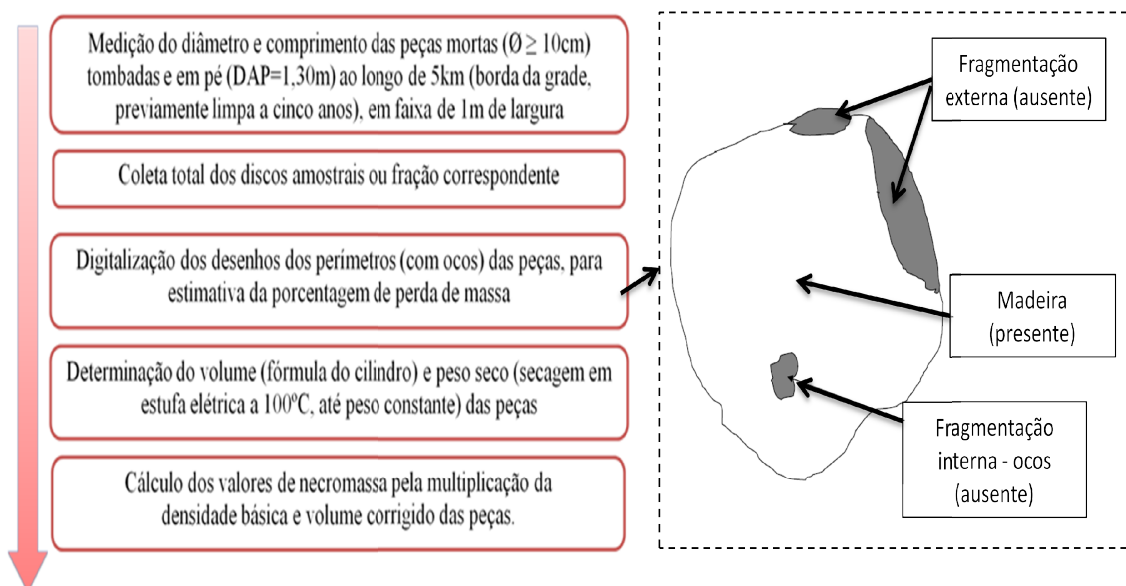 Medição do diâmetro e comprimento das peças mortas (Ø ≥ 10cm)
tombadas e em pé (DAP=1,30m) ao longo de 5km (borda da grade,
previamente limpa a cinco anos), em faixa de 1m de largura
Coleta total dos discos amostrais ou fração correspondente
Digitalização dos desenhos dos perímetros (com ocos) das peças, para
estimativa da porcentagem de perda de massa
Determinação do volume (fórmula do cilindro) e peso seco (secagem em
estufa elétrica a 100ºC, até peso constante) das peças
Cálculo dos valores de necromassa pela multiplicação da
densidade básica e volume corrigido das peças.
Fragmentação
externa (ausente)
Madeira
(presente)
Fragmentação
interna - ocos
(ausente)